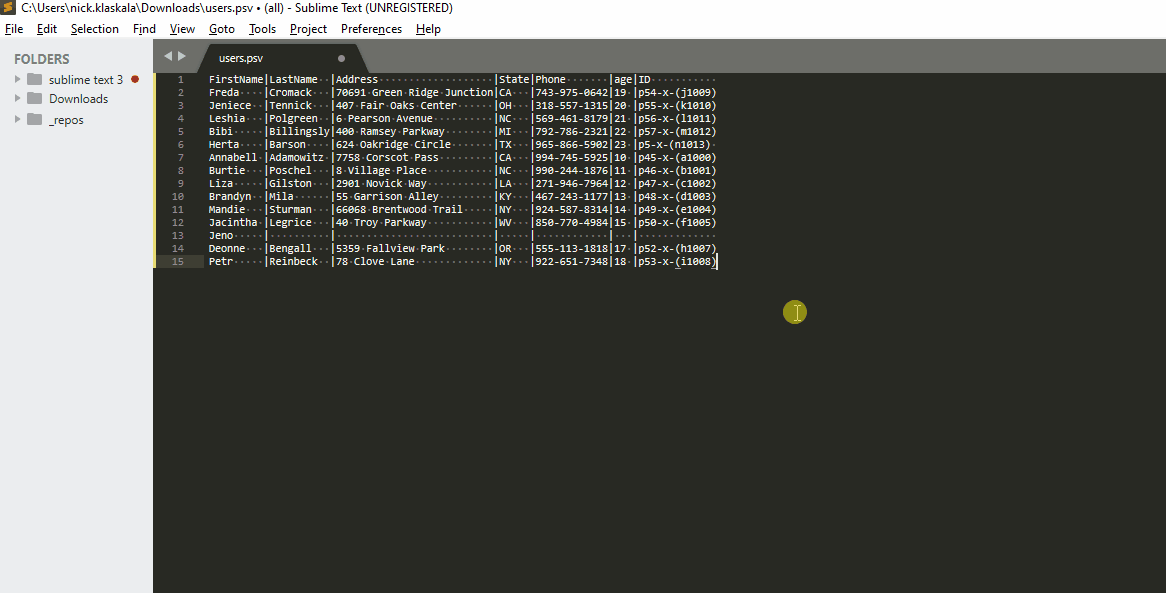 C:\Users\nick.klaskala\Downloads\users.psv • (all) - Sublime Text (UNREGISTERED)
File Edit Selection Find View Goto Tools Project Preferences Help
FOLDERS
sublime text 3
Downloads
_repos
users.psv
1 FirstName|LastName··|Address···················|State|Phone·······|age|ID···········
2 Freda····|Cromack···|70691·Green·Ridge·Junction|CA···|743-975-0642|19·|p54-x-(j1009)
3 Jeniece··|Tennick···|407·Fair·Oaks·Center······|OH···|318-557-1315|20·|p55-x-(k1010)
4 Leshia···|Polgreen··|6·Pearson·Avenue··········|NC···|569-461-8179|21·|p56-x-(l1011)
5 Bibi·····|Billingsly|400·Ramsey·Parkway········|MI···|792-786-2321|22·|p57-x-(m1012)
6 Herta····|Barson····|624·Oakridge·Circle·······|TX···|965-866-5902|23·|p5-x-(n1013)·
7 Annabell·|Adamowitz·|7758·Corscot·Pass·········|CA···|994-745-5925|10·|p45-x-(a1000)
8 Burtie···|Poschel···|8·Village·Place···········|NC···|990-244-1876|11·|p46-x-(b1001)
9 Liza·····|Gilston···|2901·Novick·Way···········|LA···|271-946-7964|12·|p47-x-(c1002)
10 Brandyn··|Mila······|55·Garrison·Alley·········|KY···|467-243-1177|13·|p48-x-(d1003)
11 Mandie···|Sturman···|66068·Brentwood·Trail·····|NY···|924-587-8314|14·|p49-x-(e1004)
12 Jacintha·|Legrice···|40·Troy·Parkway···········|WV···|850-770-4984|15·|p50-x-(f1005)
13 Jeno·····|··········|··························|·····|············|···|·············
14 Deonne···|Bengall···|5359·Fallview·Park········|OR···|555-113-1818|17·|p52-x-(h1007)
15 Petr·····|Reinbeck··|78·Clove·Lane·············|NY···|922-651-7348|18·|p53-x-(i1008)